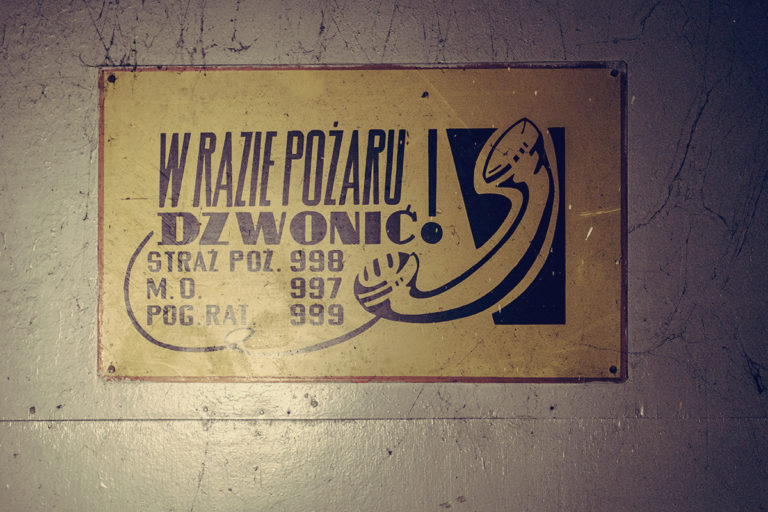 W RAZIE POŻARU !
DZWONIĆ
STRAŻ POŻ. 998
M.O. 997
POG. RAT. 999